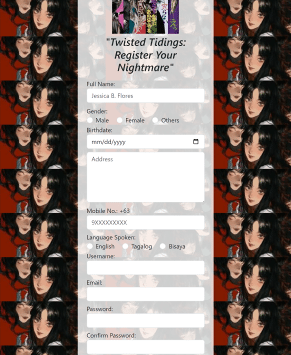 "Twisted Tidings:
Register Your
Nightmare"
Full Name:
Jessica B. Flores
Gender:
Male Female Others
Birthdate:
mm/dd/yyyy
Address
Mobile No.: +63
9XXXXXXXXX
Language Spoken:
English Tagalog Bisaya
Username:
Email:
Password:
Confirm Password: